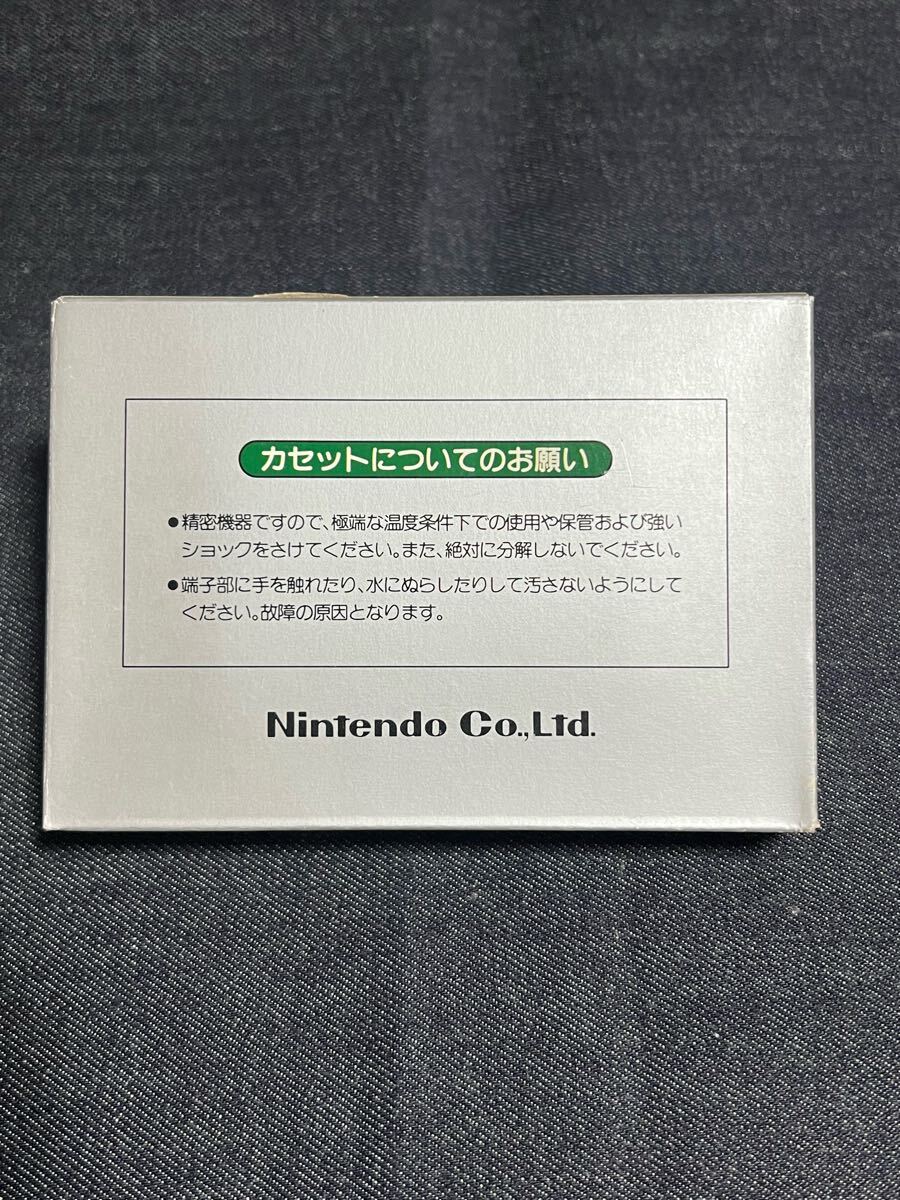 カセットについてのお願い
●精密機器ですので、極端な温度条件下での使用や保管および強い
ショックをさけてください。また、絶対に分解しないでください。
●端子部に手を触れたり、水にぬらしたりして汚さないようにして
ください。故障の原因となります。
Nintendo Co.,Ltd.